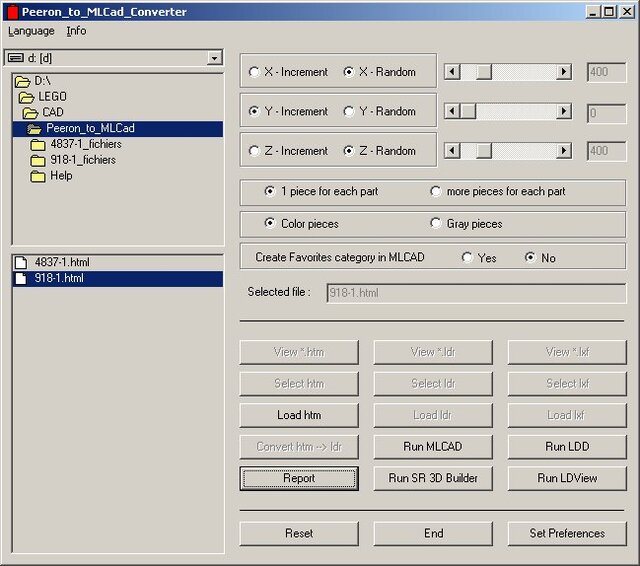 Peeron_to_MLCad_Converter
Language Info
d: [d]
D:\
LEGO
CAD
Peeron_to_MLCad
4837-1_fichiers
918-1_fichiers
Help
4837-1.html
918-1.html
X - Increment X - Random 400
Y - Increment Y - Random 0
Z - Increment Z - Random 400
1 piece for each part more pieces for each part
Color pieces Gray pieces
Create Favorites category in MLCAD Yes No
Selected file : 918-1.html
View *.htm View *.ldr View *.lxf
Select htm Select ldr Select lxf
Load htm Load ldr Load lxf
Convert htm --> ldr Run MLCAD Run LDD
Report Run SR 3D Builder Run LDView
Reset End Set Preferences